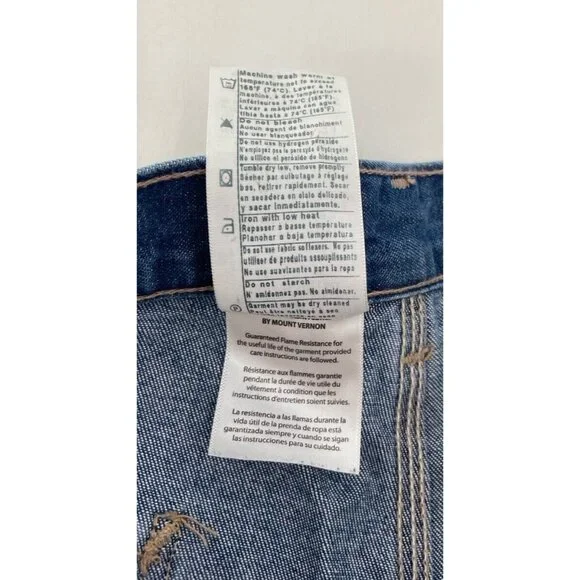 Machine wash warm at
temperature not to exceed
165°F (74°C). Laver à la
machine, à des températures
inférieures à 74°C (165°F).
Lavar a máquina con agua
tibia hasta a 74°C (165°F)
Do not bleach
Aucun agent de blanchiment
No usar blanqueador.
Do not use hydrogen peroxide
N'employez pas le peroxyde d'hydrogène
No utilice el peróxido de hidrógeno
Tumble dry low, remove promptly
Sécher par culbutage à réglage
bas, retirer rapidement. Secar
en secadora en ciclo delicado,
y sacar inmediatamente.
Iron with low heat
Repasser a basse température
Planchar a baja temperatura
Do not use fabric softeners. Ne pas
utiliser de produits assouplissants
No use suavizantes para la ropa
Do not starch
N amidonnez pas. No almidonar.
Garment may be dry cleaned
Peut être nettoyé à sec
BY MOUNT VERNON
Guaranteed Flame Resistance for
the useful life of the garment provided
care instructions are followed.
Résistance aux flammes garantie
pendant la durée de vie utile du
vêtement à condition que les
instructions d'entretien soient suivies.
La resistencia a las llamas durante la
vida útil de la prenda de ropa está
garantizada siempre y cuando se sigan
las instrucciones para su cuidado.